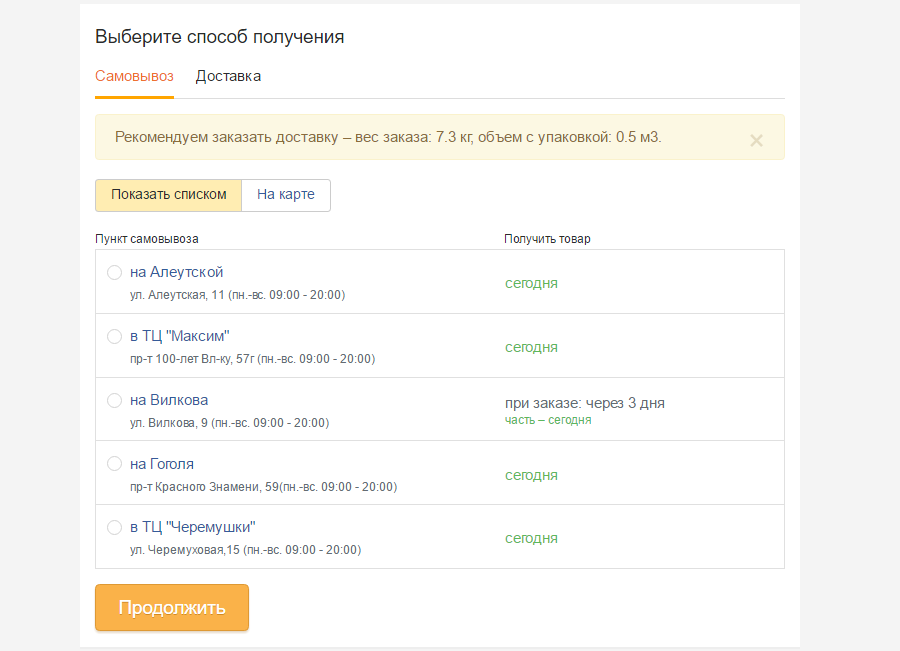 Выберите способ получения
Самовывоз Доставка
Рекомендуем заказать доставку – вес заказа: 7.3 кг, объем с упаковкой: 0.5 м3. ×
Показать списком На карте
Пункт самовывоза Получить товар
на Алеутской
ул. Алеутская, 11 (пн.-вс. 09:00 - 20:00)
сегодня
в ТЦ "Максим"
пр-т 100-лет Вл-ку, 57г (пн.-вс. 09:00 - 20:00)
сегодня
на Вилкова
ул. Вилкова, 9 (пн.-вс. 09:00 - 20:00)
при заказе: через 3 дня
часть – сегодня
на Гоголя
пр-т Красного Знамени, 59(пн.-вс. 09:00 - 20:00)
сегодня
в ТЦ "Черемушки"
ул. Черемуховая,15 (пн.-вс. 09:00 - 20:00)
сегодня
Продолжить